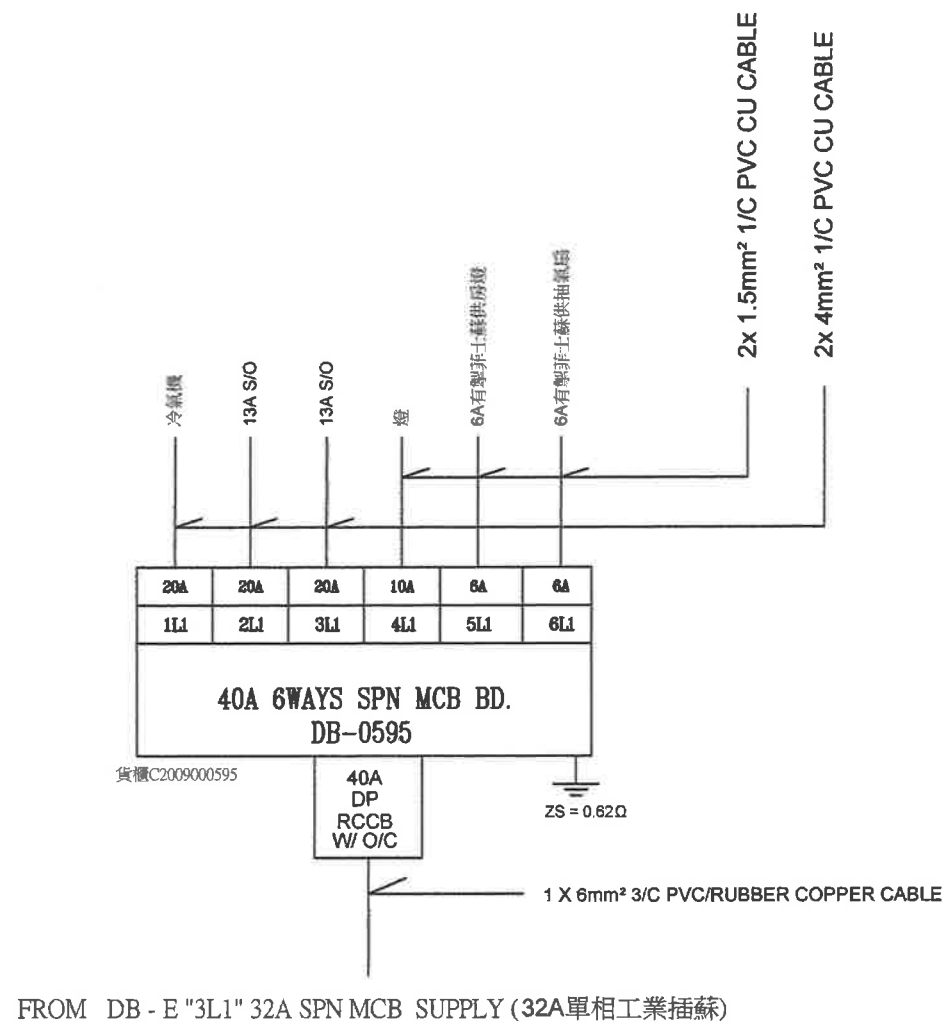 2x 1.5mm² 1/C PVC CU CABLE
2x 4mm² 1/C PVC CU CABLE
冷氣機
13A S/O
13A S/O
燈
6A有掣菲士蘇供房燈
6A有掣菲士蘇供抽氣扇
20A 20A 20A 10A 6A 6A
1L1 2L1 3L1 4L1 5L1 6L1
40A 6WAYS SPN MCB BD.
DB-0595
貨櫃C2009000595
40A
DP
RCCB
W/ O/C
ZS = 0.62Ω
1 X 6mm² 3/C PVC/RUBBER COPPER CABLE
FROM DB - E "3L1" 32A SPN MCB SUPPLY (32A單相工業插蘇)